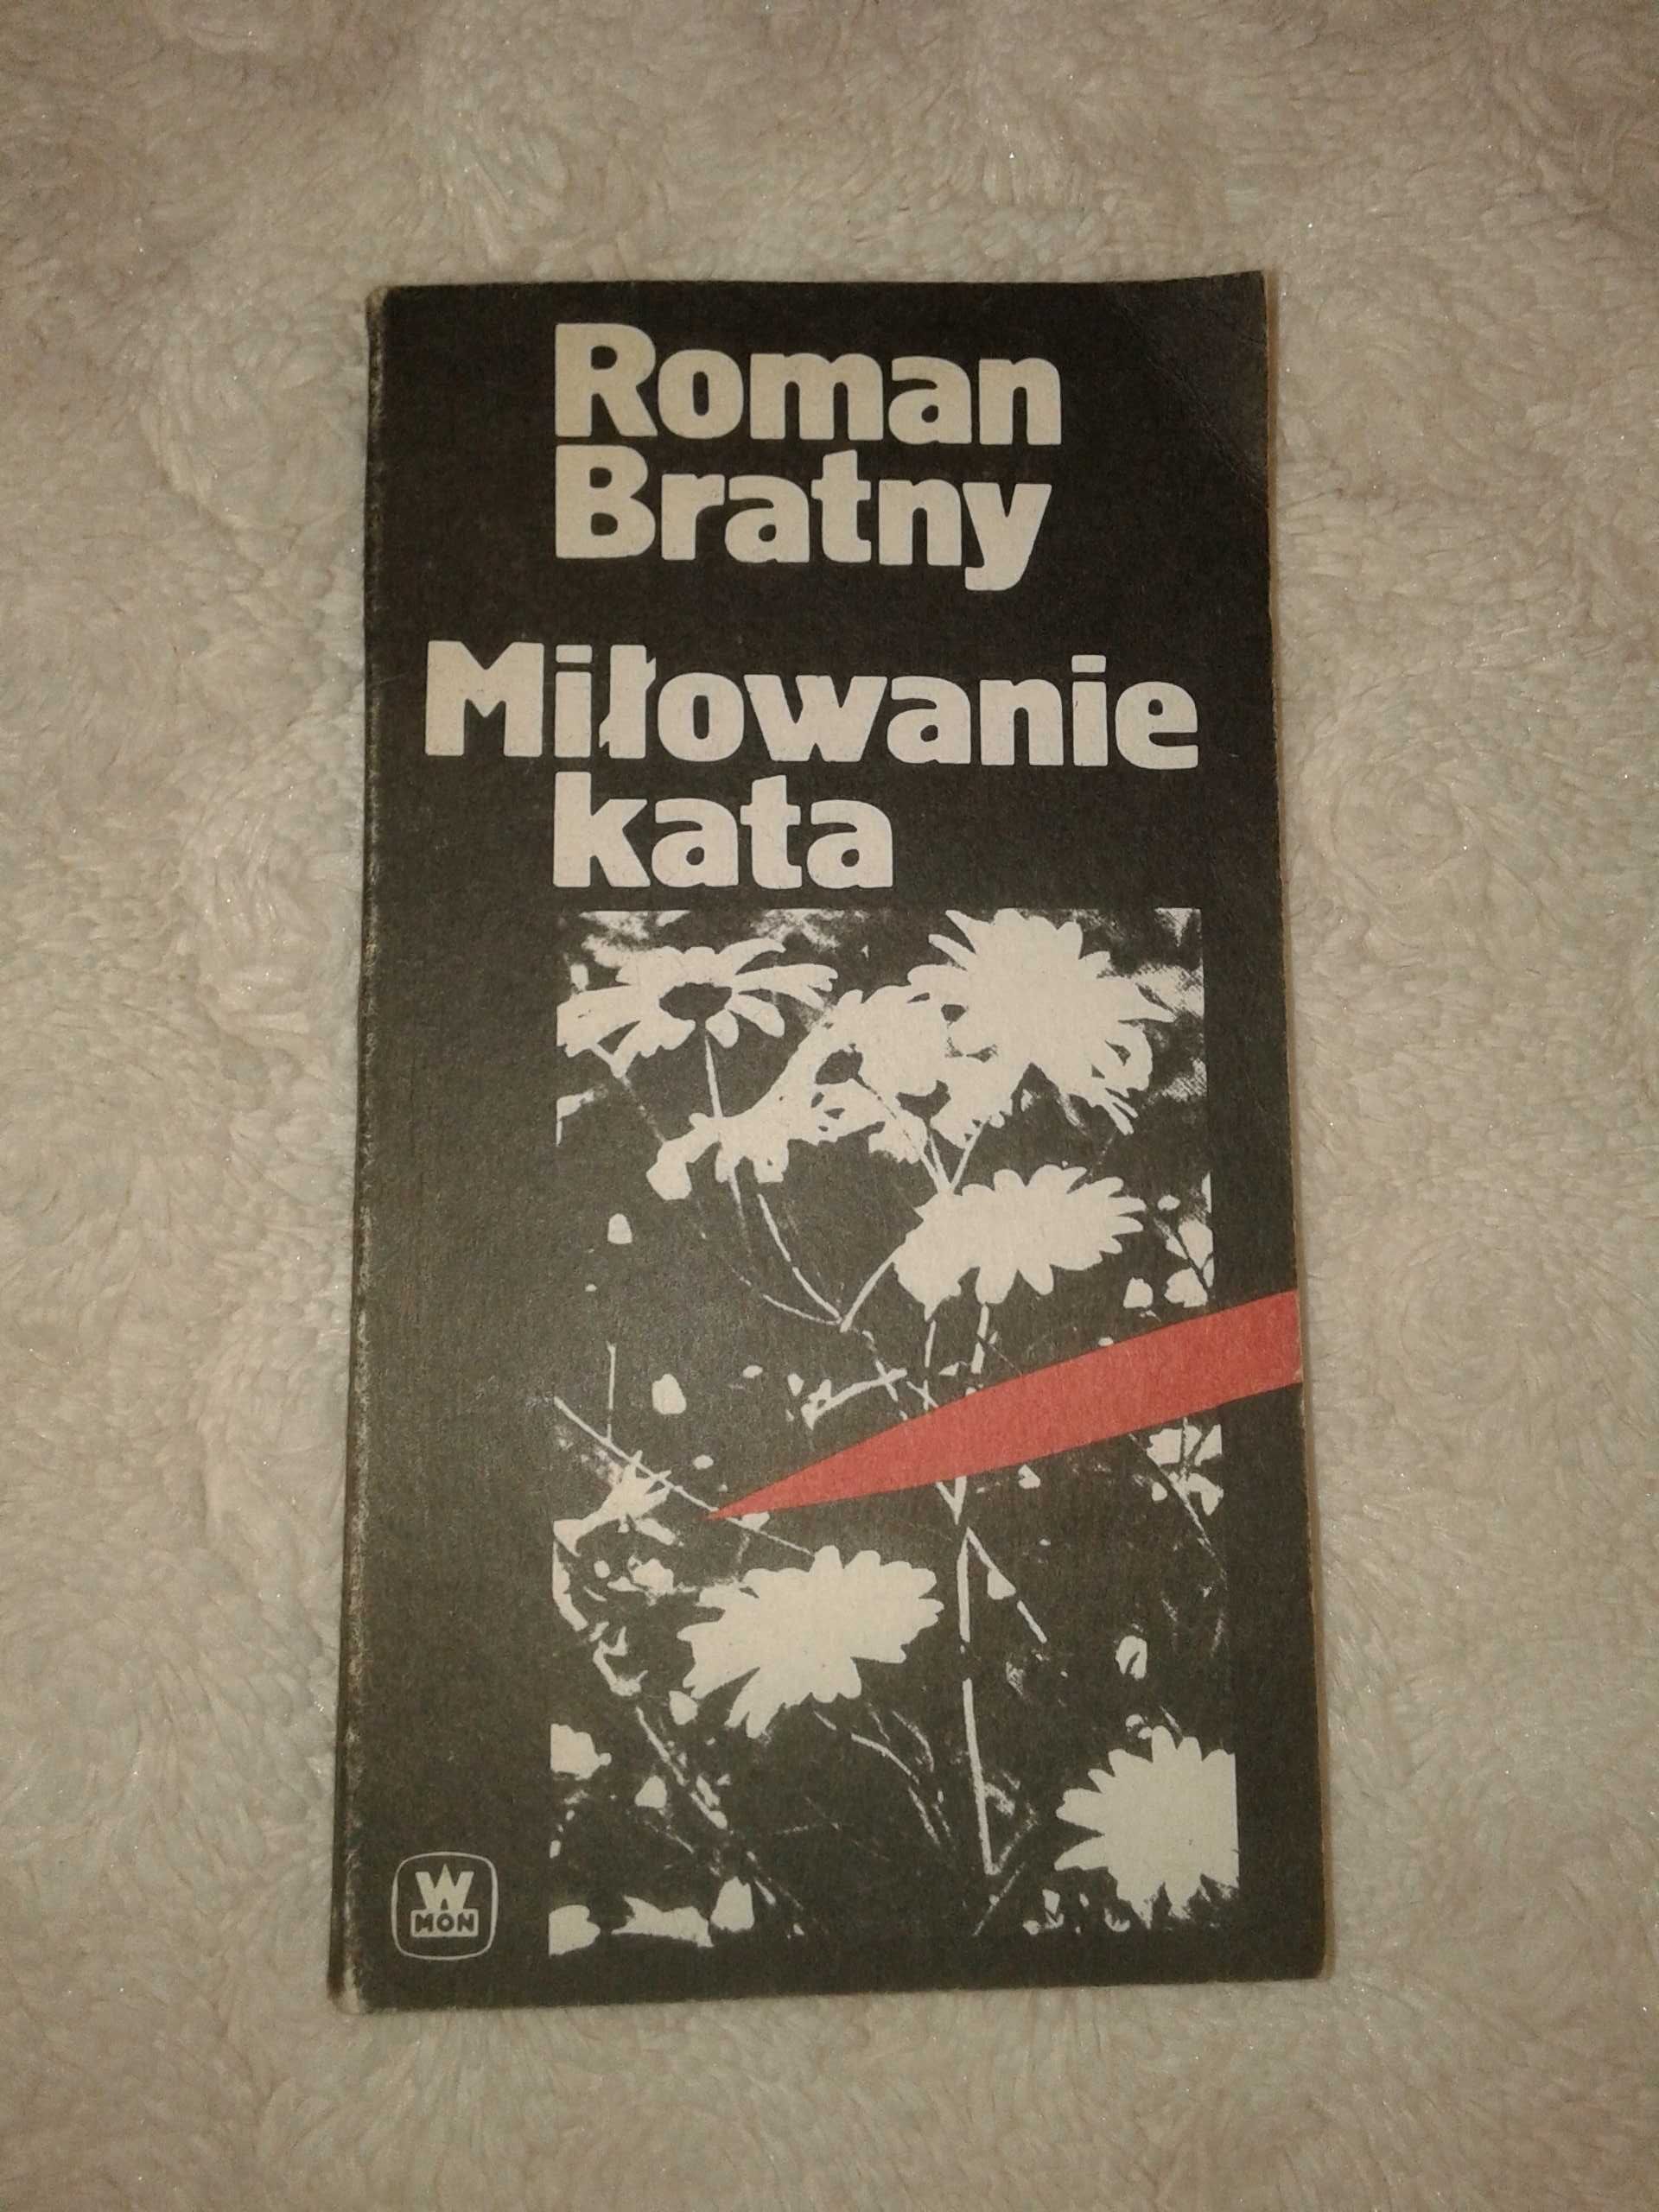 Roman
Bratny
Miłowanie
kata
W
MON